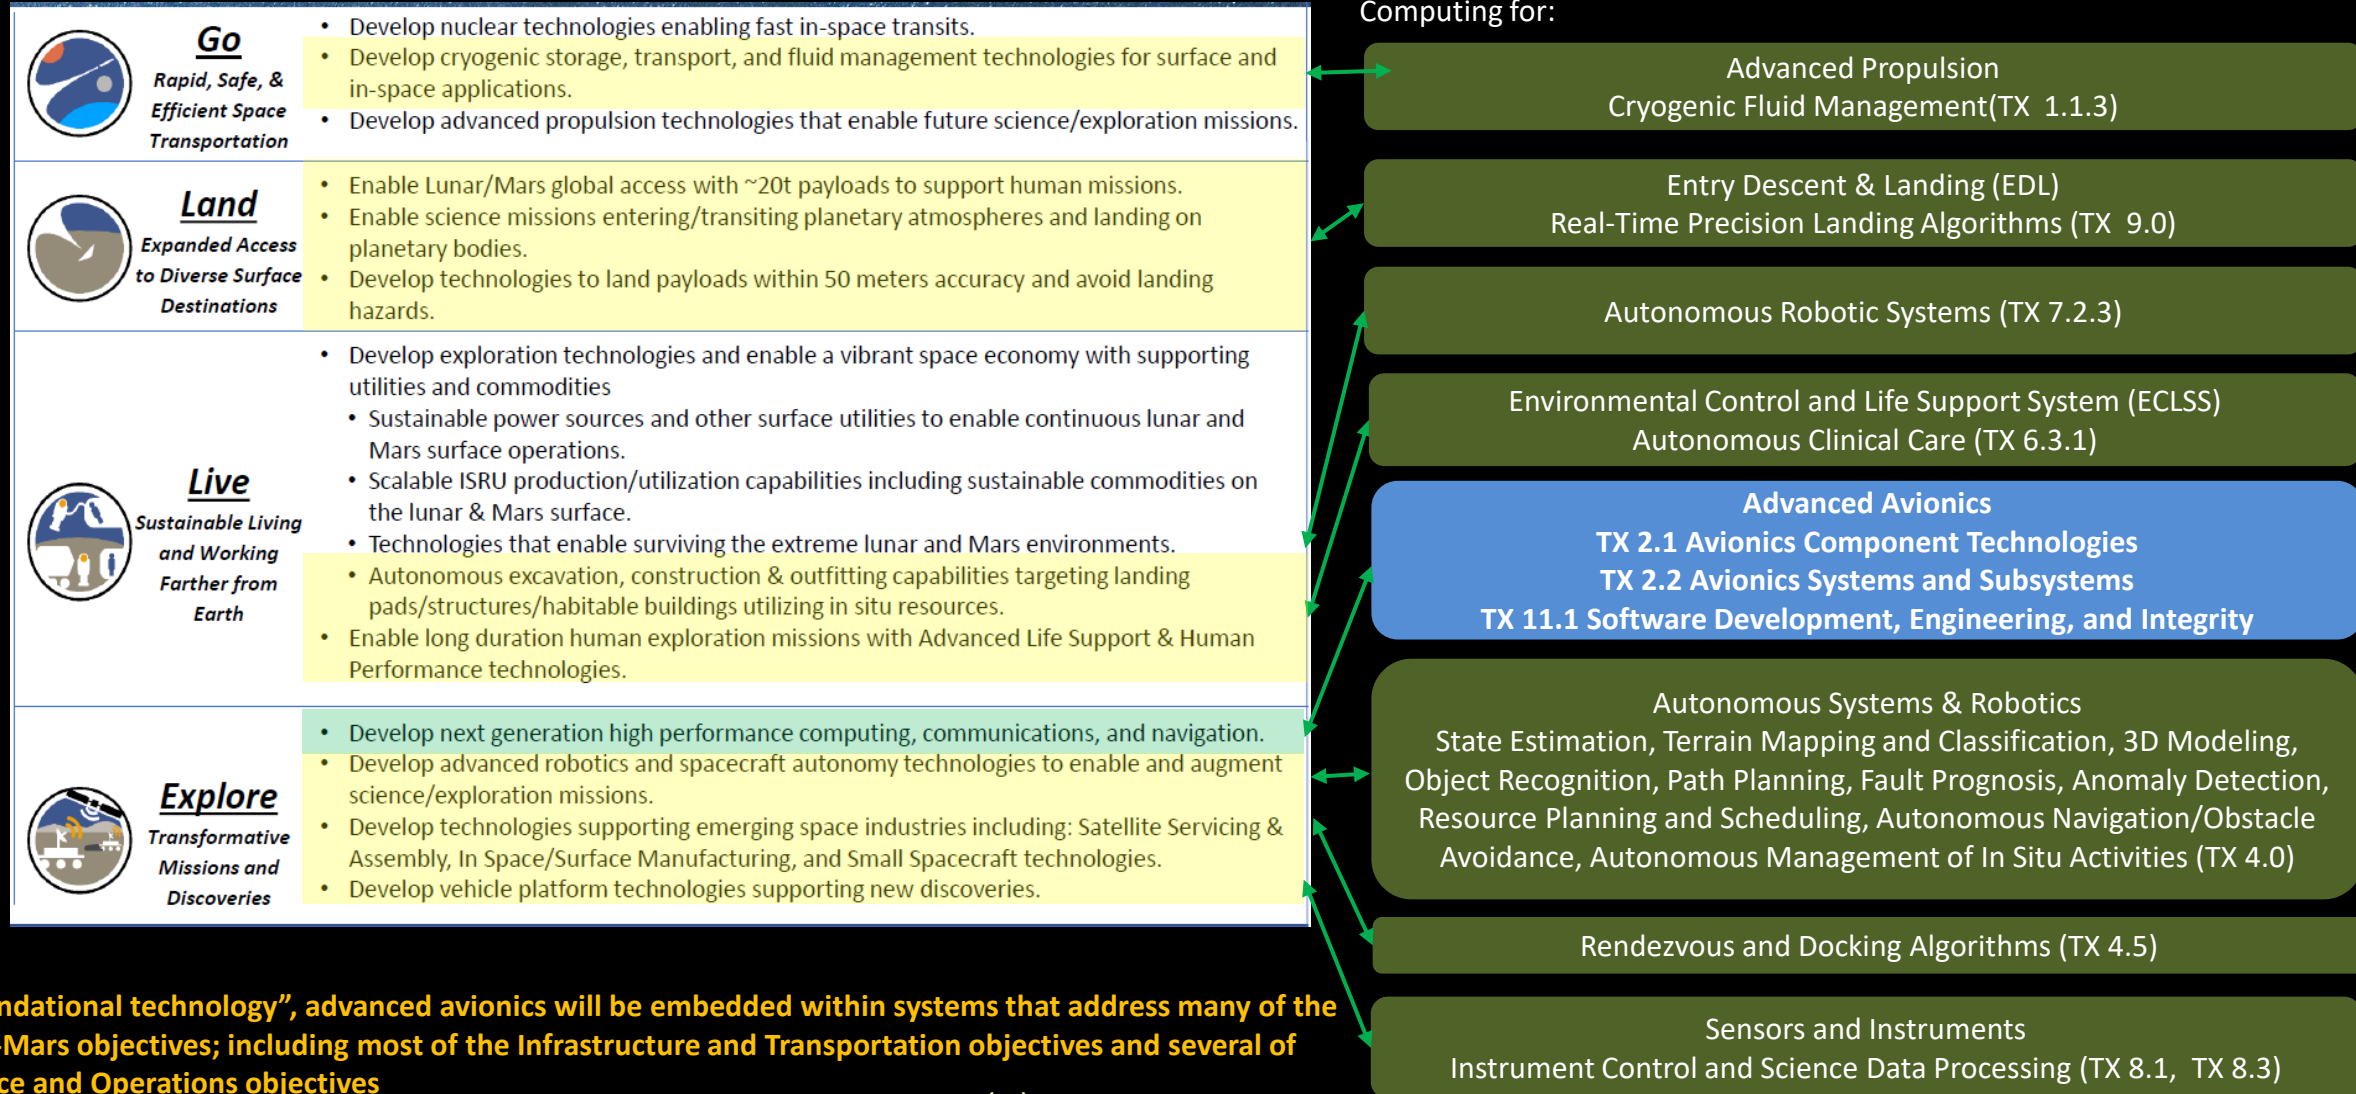 Go
Rapid, Safe, &
Efficient Space
Transportation
• Develop nuclear technologies enabling fast in-space transits.
• Develop cryogenic storage, transport, and fluid management technologies for surface and
in-space applications.
• Develop advanced propulsion technologies that enable future science/exploration missions.
Land
Expanded Access
to Diverse Surface
Destinations
• Enable Lunar/Mars global access with ~20t payloads to support human missions.
• Enable science missions entering/transiting planetary atmospheres and landing on
planetary bodies.
• Develop technologies to land payloads within 50 meters accuracy and avoid landing
hazards.
Live
Sustainable Living
and Working
Farther from
Earth
• Develop exploration technologies and enable a vibrant space economy with supporting
utilities and commodities
• Sustainable power sources and other surface utilities to enable continuous lunar and
Mars surface operations.
• Scalable ISRU production/utilization capabilities including sustainable commodities on
the lunar & Mars surface.
• Technologies that enable surviving the extreme lunar and Mars environments.
• Autonomous excavation, construction & outfitting capabilities targeting landing
pads/structures/habitable buildings utilizing in situ resources.
• Enable long duration human exploration missions with Advanced Life Support & Human
Performance technologies.
Explore
Transformative
Missions and
Discoveries
• Develop next generation high performance computing, communications, and navigation.
• Develop advanced robotics and spacecraft autonomy technologies to enable and augment
science/exploration missions.
• Develop technologies supporting emerging space industries including: Satellite Servicing &
Assembly, In Space/Surface Manufacturing, and Small Spacecraft technologies.
• Develop vehicle platform technologies supporting new discoveries.
Computing for:
Advanced Propulsion
Cryogenic Fluid Management(TX 1.1.3)
Entry Descent & Landing (EDL)
Real-Time Precision Landing Algorithms (TX 9.0)
Autonomous Robotic Systems (TX 7.2.3)
Environmental Control and Life Support System (ECLSS)
Autonomous Clinical Care (TX 6.3.1)
Advanced Avionics
TX 2.1 Avionics Component Technologies
TX 2.2 Avionics Systems and Subsystems
TX 11.1 Software Development, Engineering, and Integrity
Autonomous Systems & Robotics
State Estimation, Terrain Mapping and Classification, 3D Modeling,
Object Recognition, Path Planning, Fault Prognosis, Anomaly Detection,
Resource Planning and Scheduling, Autonomous Navigation/Obstacle
Avoidance, Autonomous Management of In Situ Activities (TX 4.0)
Rendezvous and Docking Algorithms (TX 4.5)
Sensors and Instruments
Instrument Control and Science Data Processing (TX 8.1, TX 8.3)
ndational technology”, advanced avionics will be embedded within systems that address many of the
-Mars objectives; including most of the Infrastructure and Transportation objectives and several of
ce and Operations objectives